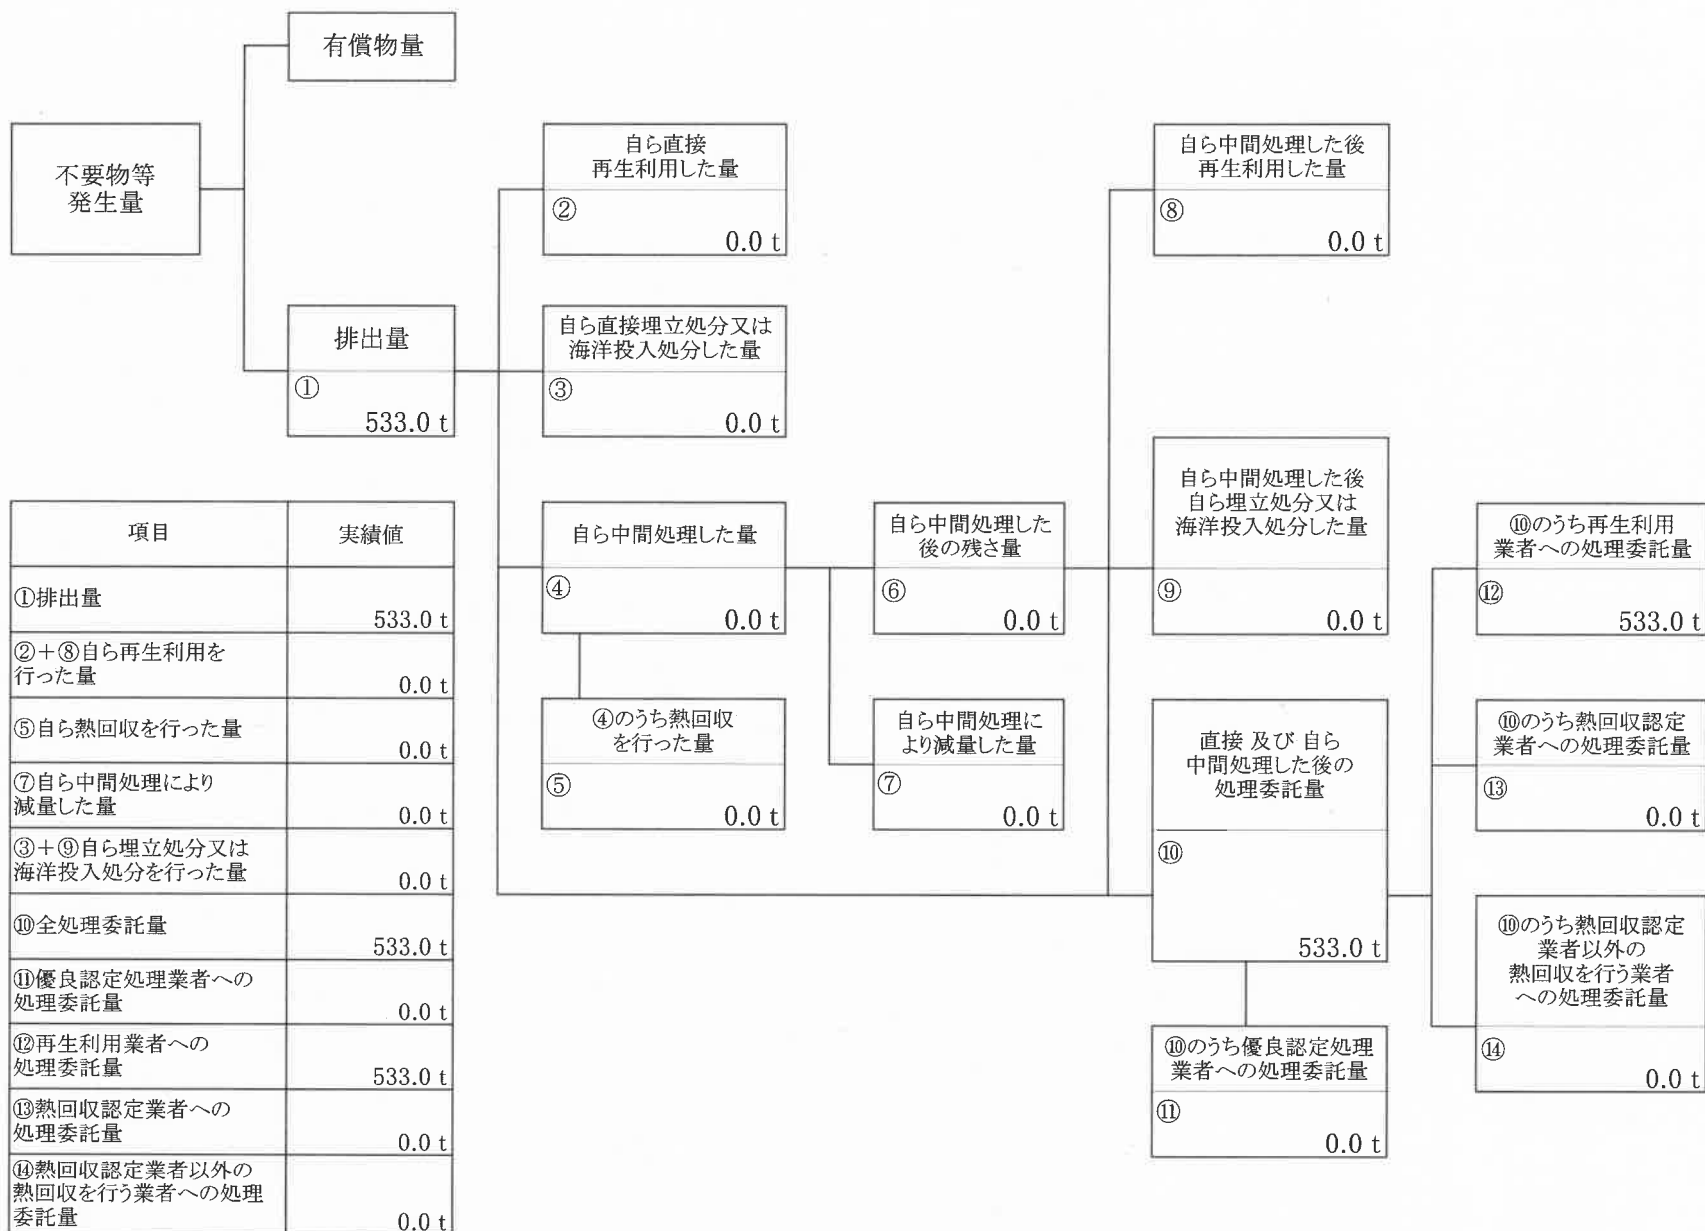 有償物量
不要物等
発生量
自ら直接
再生利用した量
②
0.0 t
自ら中間処理した後
再生利用した量
⑧
0.0 t
排出量
①
533.0 t
自ら直接埋立処分又は
海洋投入処分した量
③
0.0 t
自ら中間処理した量
④
0.0 t
自ら中間処理した
後の残さ量
⑥
0.0 t
自ら中間処理した後
自ら埋立処分又は
海洋投入処分した量
⑨
0.0 t
⑩のうち再生利用
業者への処理委託量
⑫
533.0 t
④のうち熱回収
を行った量
⑤
0.0 t
自ら中間処理に
より減量した量
⑦
0.0 t
直接 及び 自ら
中間処理した後の
処理委託量
⑩
533.0 t
⑩のうち熱回収認定
業者への処理委託量
⑬
0.0 t
⑩のうち熱回収認定
業者以外の
熱回収を行う業者
への処理委託量
⑭
0.0 t
⑩のうち優良認定処理
業者への処理委託量
⑪
0.0 t
項目 実績値
①排出量
533.0 t
②+⑧自ら再生利用を
行った量
0.0 t
⑤自ら熱回収を行った量
0.0 t
⑦自ら中間処理により
減量した量
0.0 t
③+⑨自ら埋立処分又は
海洋投入処分を行った量
0.0 t
⑩全処理委託量
533.0 t
⑪優良認定処理業者への
処理委託量
0.0 t
⑫再生利用業者への
処理委託量
533.0 t
⑬熱回収認定業者への
処理委託量
0.0 t
⑭熱回収認定業者以外の
熱回収を行う業者への処理
委託量
0.0 t